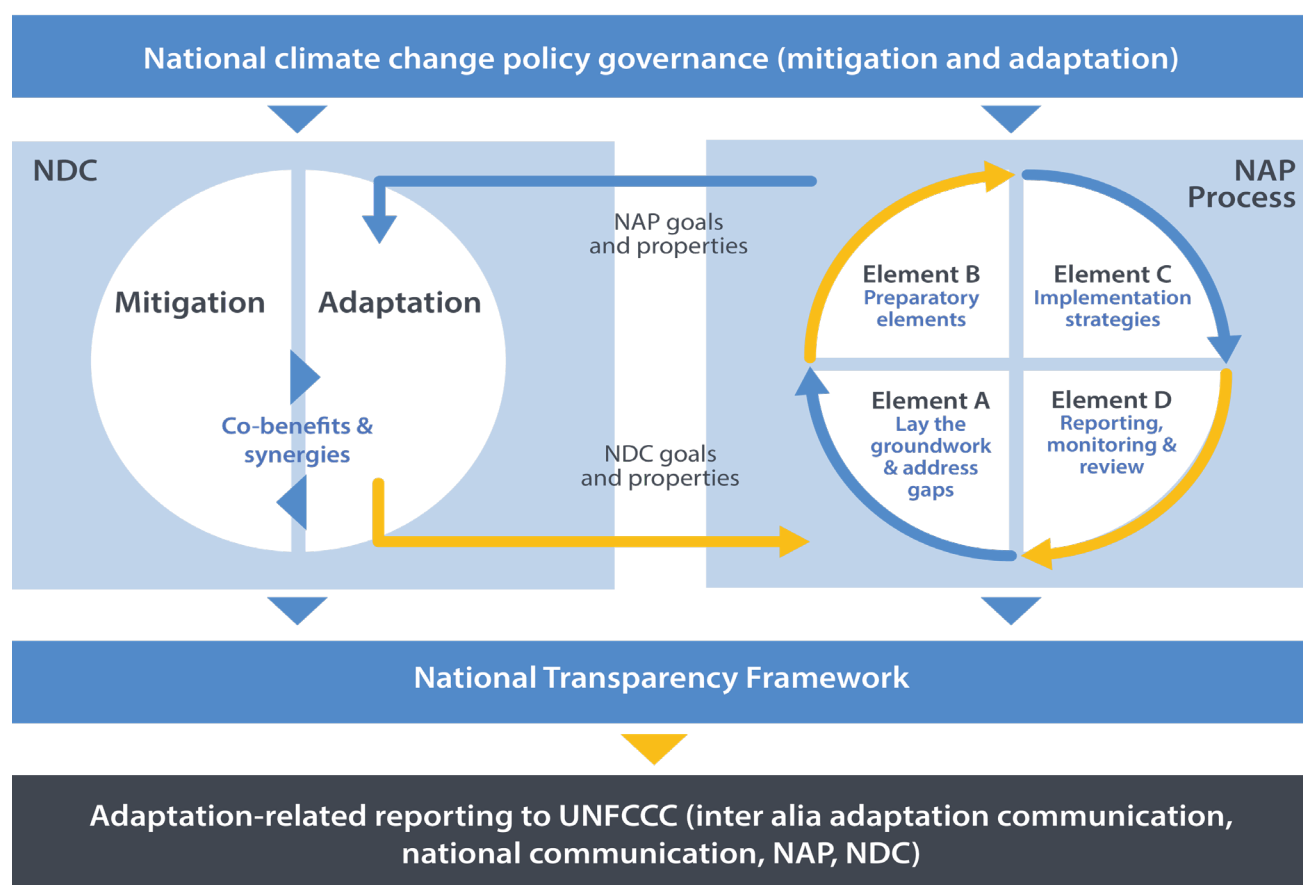 National climate change policy governance (mitigation and adaptation)
NDC
Mitigation
Adaptation
Co-benefits &
synergies
NAP goals
and properties
NDC goals
and properties
NAP
Process
Element B
Preparatory
elements
Element C
Implementation
strategies
Element A
Lay the
groundwork
& address
gaps
Element D
Reporting,
monitoring &
review
National Transparency Framework
Adaptation-related reporting to UNFCCC (inter alia adaptation communication,
national communication, NAP, NDC)